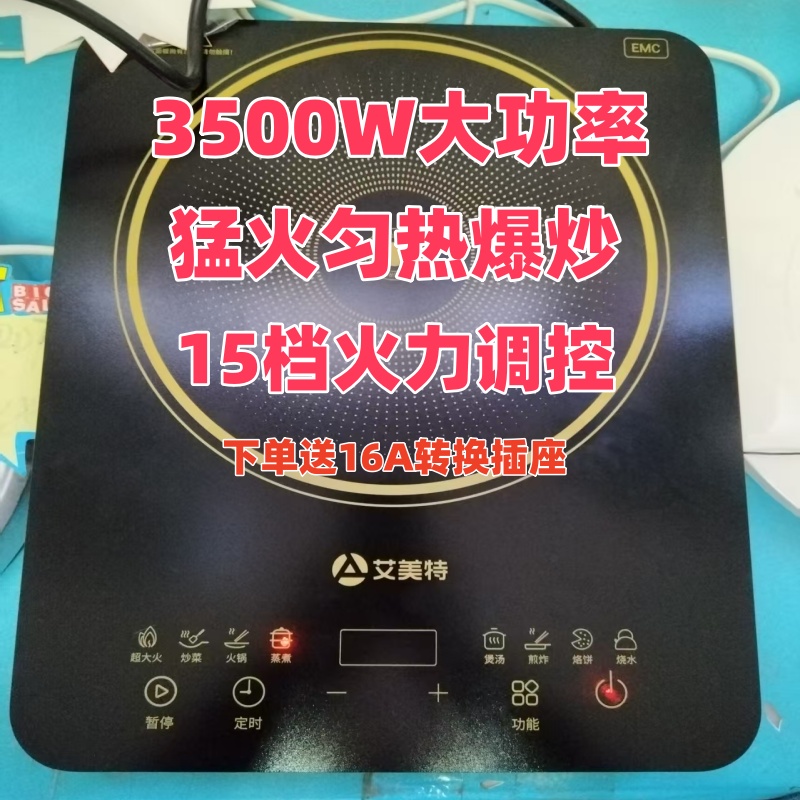 EMC
3500W大功率
猛火匀热爆炒
15档火力调控
BIG
SAL
下单送16A转换插座
艾美特
超大火 炒菜 火锅 蒸煮 煲汤 煎炸 烙饼 烧水
暂停 定时 功能